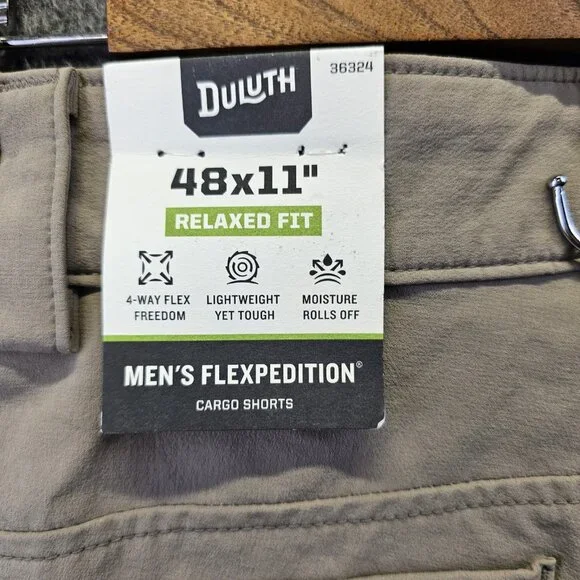 DULUTH
36324
48x11"
RELAXED FIT
4-WAY FLEX
FREEDOM
LIGHTWEIGHT
YET TOUGH
MOISTURE
ROLLS OFF
MEN'S FLEXPEDITION®
CARGO SHORTS